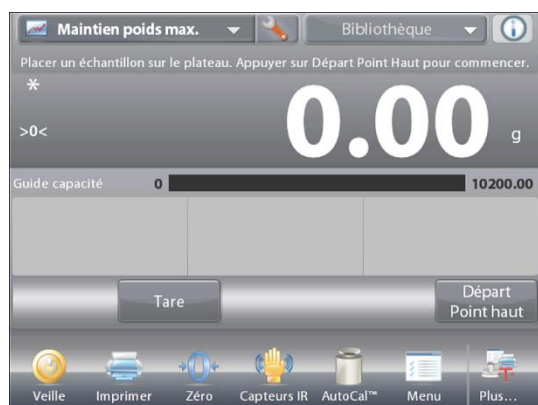 Maintien poids max.
Bibliothèque
Placer un échantillon sur le plateau. Appuyer sur Départ Point Haut pour commencer.
*
>0<
0.00 g
Guide capacité 0 10200.00
Tare
Départ
Point haut
Veille Imprimer Zéro Capteurs IR AutoCal™ Menu Plus...